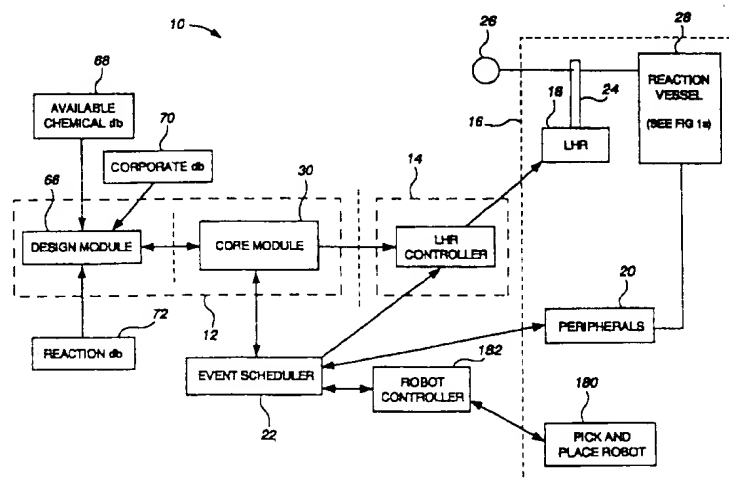 10
26
28
68
AVAILABLE
CHEMICAL db
70
CORPORATE db
16
18
24
LHR
REACTION
VESSEL
(SEE FIG 1a)
66
30
14
DESIGN MODULE
CORE MODULE
LHR
CONTROLLER
12
72
REACTION db
20
PERIPHERALS
EVENT SCHEDULER
22
182
ROBOT
CONTROLLER
180
PICK AND
PLACE ROBOT